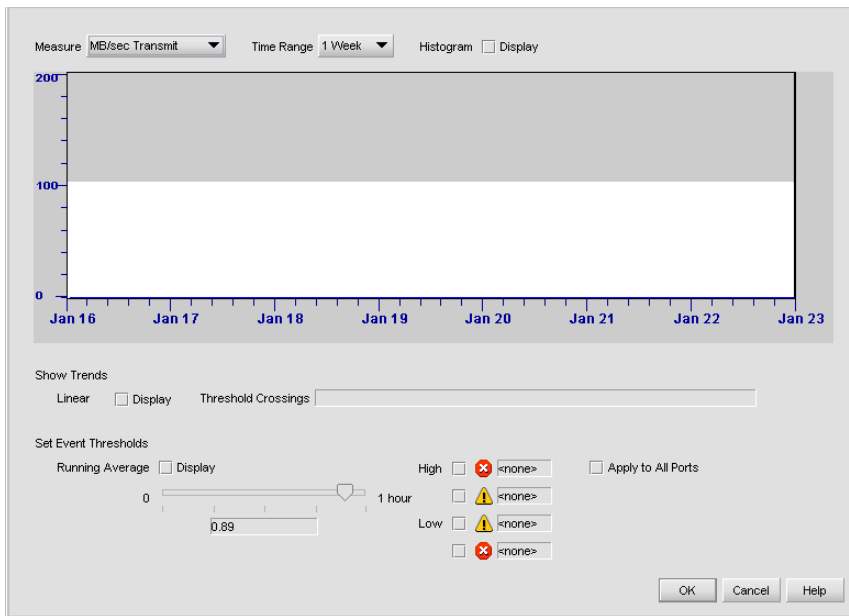 Measure MB/sec Transmit Time Range 1 Week Histogram Display
200
100
0
Jan 16 Jan 17 Jan 18 Jan 19 Jan 20 Jan 21 Jan 22 Jan 23
Show Trends
Linear Display Threshold Crossings
Set Event Thresholds
Running Average Display High <none> Apply to All Ports
0 1 hour <none>
0.89 Low <none>
<none>
OK Cancel Help